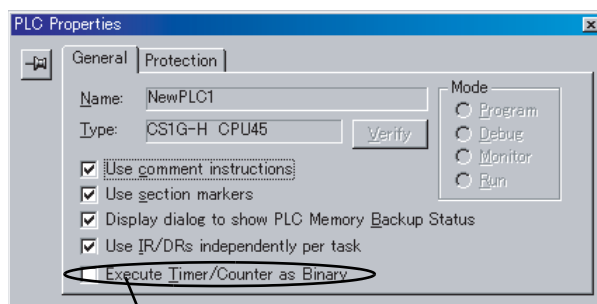 PLC Properties
General
Protection
Name: NewPLC1
Type: CS1G-H CPU45
Verify
Mode
Program
Debug
Monitor
Run
Use comment instructions
Use section markers
Display dialog to show PLC Memory Backup Status
Use IR/DRs independently per task
Execute Timer/Counter as Binary